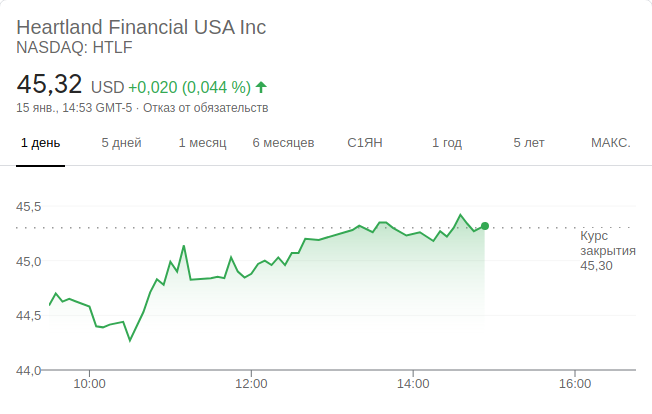 Heartland Financial USA Inc
NASDAQ: HTLF
45,32 USD +0,020 (0,044 %)
15 янв., 14:53 GMT-5 · Отказ от обязательств
1 день 5 дней 1 месяц 6 месяцев С1ЯН 1 год 5 лет МАКС.
45,5
Курс
закрытия
45,30
45,0
44,5
44,0
10:00 12:00 14:00 16:00